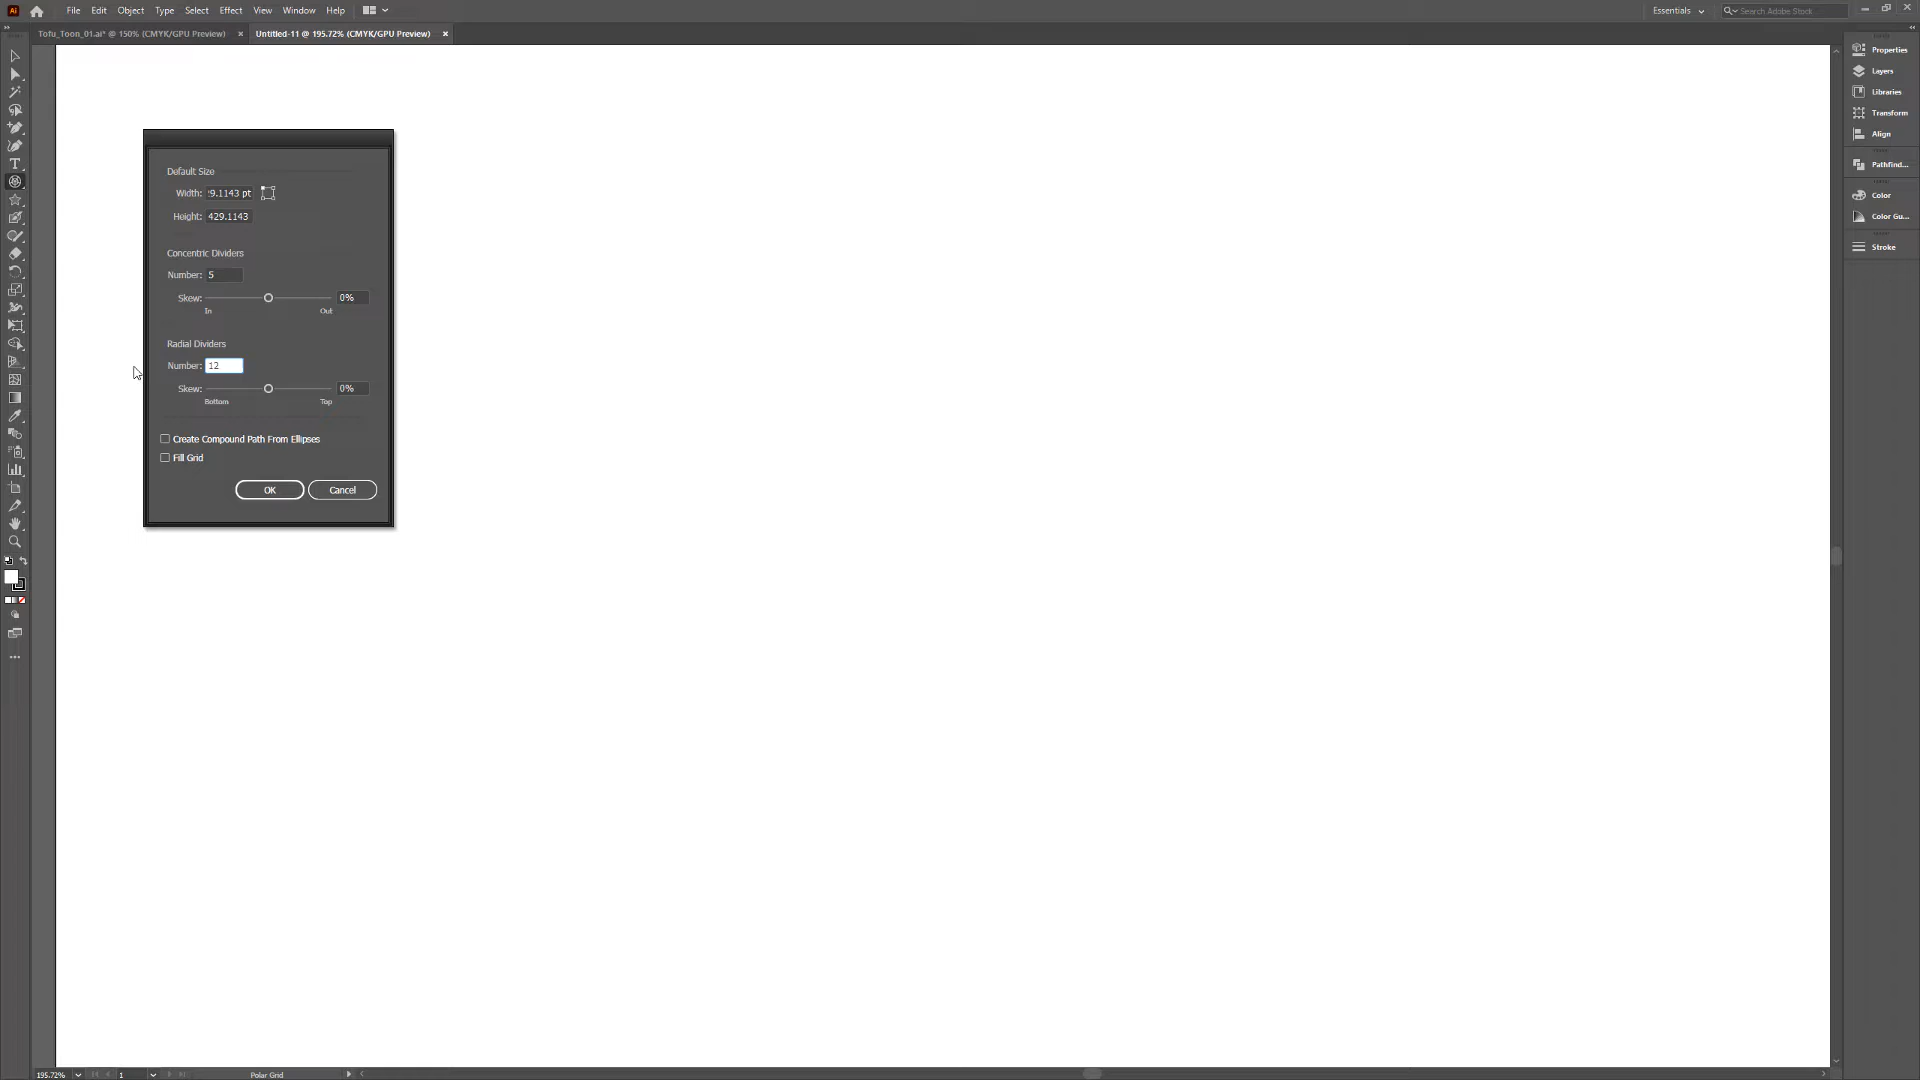 Ai File Edit Object Type Select Effect View Window Help Essentials Search Adobe Stock
Tofu_Toon_01.ai* @ 150% (CMYK/GPU Preview) × Untitled-11 @ 195.72% (CMYK/GPU Preview) ×
Properties
Layers
Libraries
Transform
Align
Pathfind...
Color
Color Gu...
Stroke
Default Size
Width: !9.1143 pt
Height: 429.1143
Concentric Dividers
Number: 5
Skew: 0%
In Out
Radial Dividers
Number: 12
Skew: 0%
Bottom Top
Create Compound Path From Ellipses
Fill Grid
OK Cancel
195.72% 1 Polar Grid